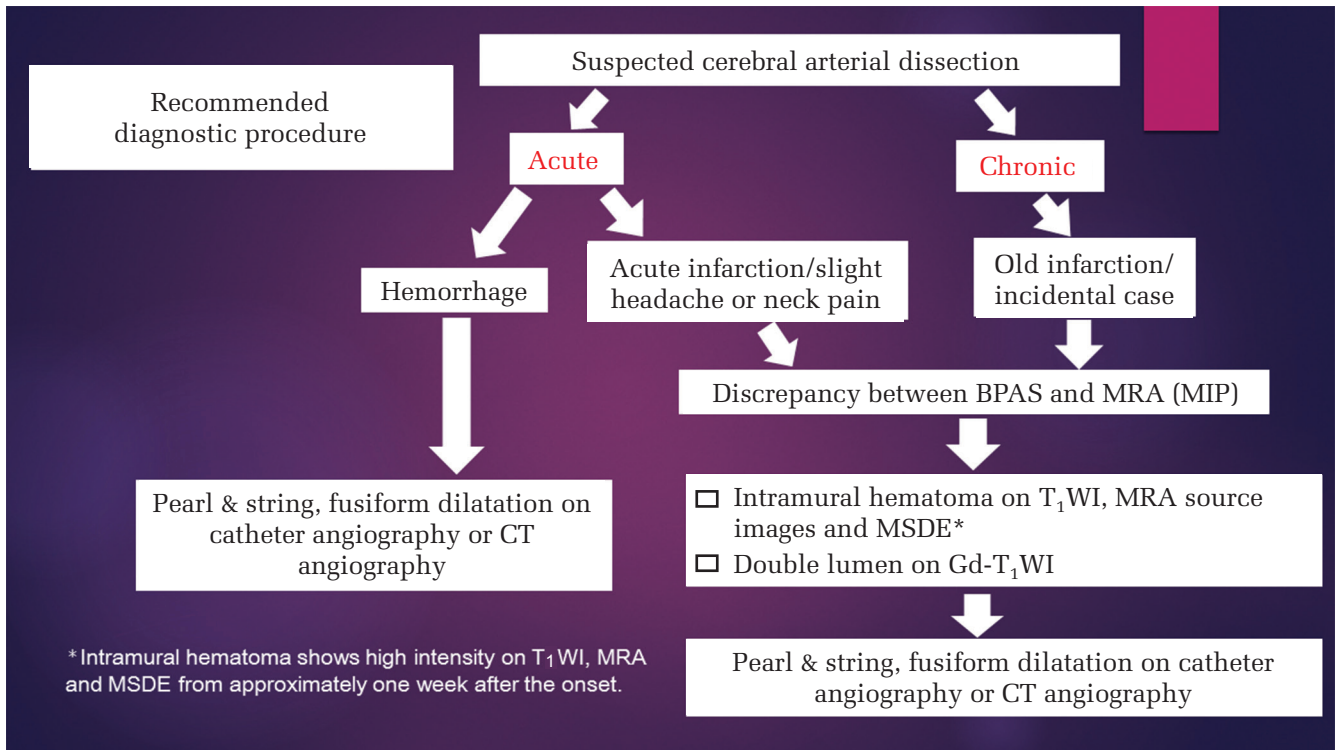 Recommended
diagnostic procedure
Suspected cerebral arterial dissection
Acute
Chronic
Hemorrhage
Acute infarction/slight
headache or neck pain
Old infarction/
incidental case
Discrepancy between BPAS and MRA (MIP)
Pearl & string, fusiform dilatation on
catheter angiography or CT
angiography
Intramural hematoma on T₁WI, MRA source
images and MSDE*
Double lumen on Gd-T₁WI
Pearl & string, fusiform dilatation on catheter
angiography or CT angiography
*Intramural hematoma shows high intensity on T₁WI, MRA
and MSDE from approximately one week after the onset.